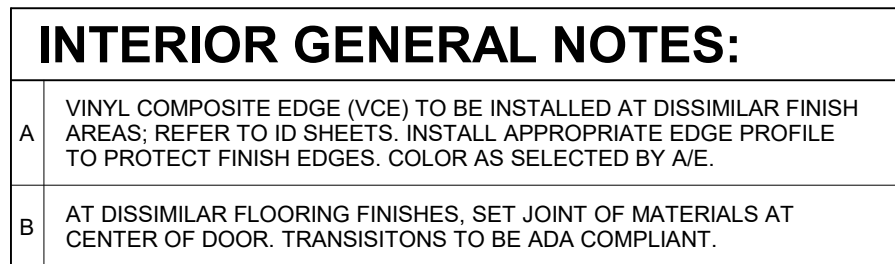 INTERIOR GENERAL NOTES:
A
VINYL COMPOSITE EDGE (VCE) TO BE INSTALLED AT DISSIMILAR FINISH
AREAS; REFER TO ID SHEETS. INSTALL APPROPRIATE EDGE PROFILE
TO PROTECT FINISH EDGES. COLOR AS SELECTED BY A/E.
B
AT DISSIMILAR FLOORING FINISHES, SET JOINT OF MATERIALS AT
CENTER OF DOOR. TRANSISITONS TO BE ADA COMPLIANT.